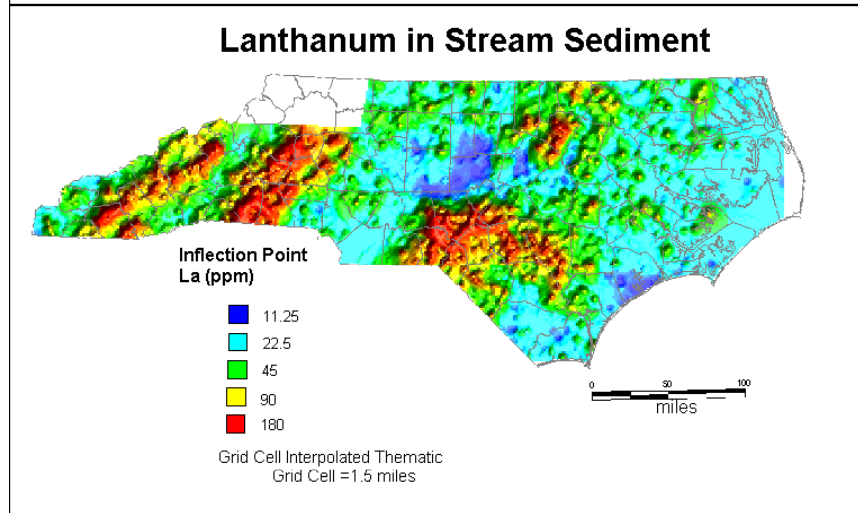 Lanthanum in Stream Sediment
Inflection Point
La (ppm)
11.25
22.5
45
90
180
0 50 100
miles
Grid Cell Interpolated Thematic
Grid Cell =1.5 miles